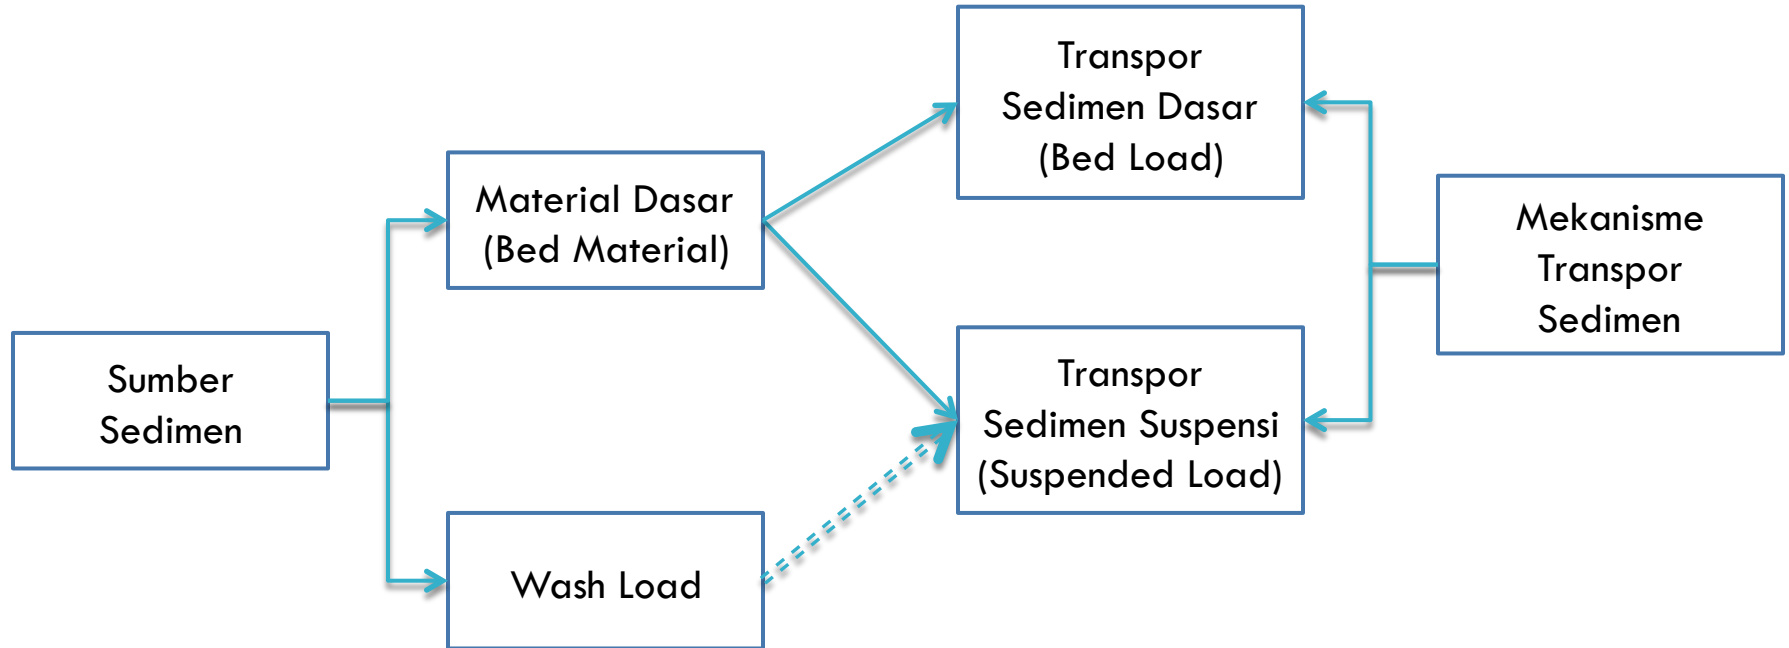 Sumber
Sedimen
Material Dasar
(Bed Material)
Wash Load
Transpor
Sedimen Dasar
(Bed Load)
Transpor
Sedimen Suspensi
(Suspended Load)
Mekanisme
Transpor
Sedimen